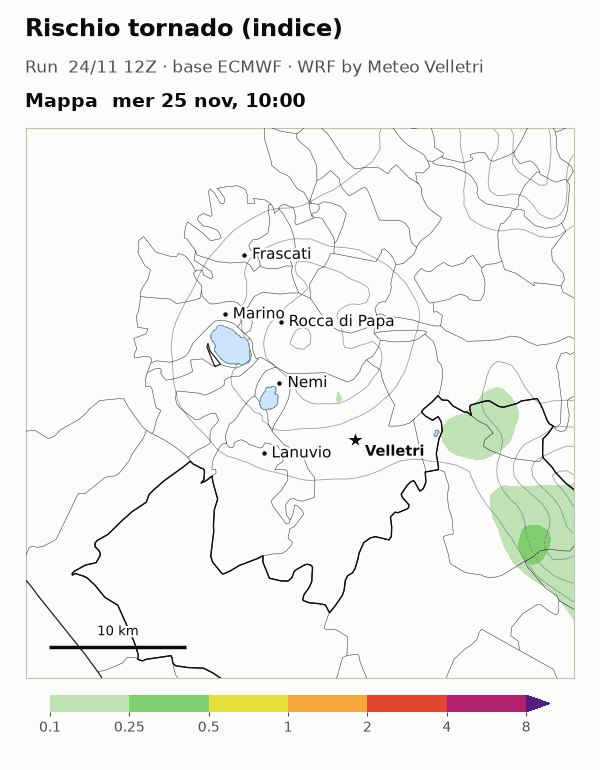 Rischio tornado (indice)
Run  24/11 12Z · base ECMWF · WRF by Meteo Velletri
Mappa  mer 25 nov, 10:00
Frascati
Marino
Rocca di Papa
Nemi
Velletri
Lanuvio
10 km
0.1 0.25 0.5 1 2 4 8